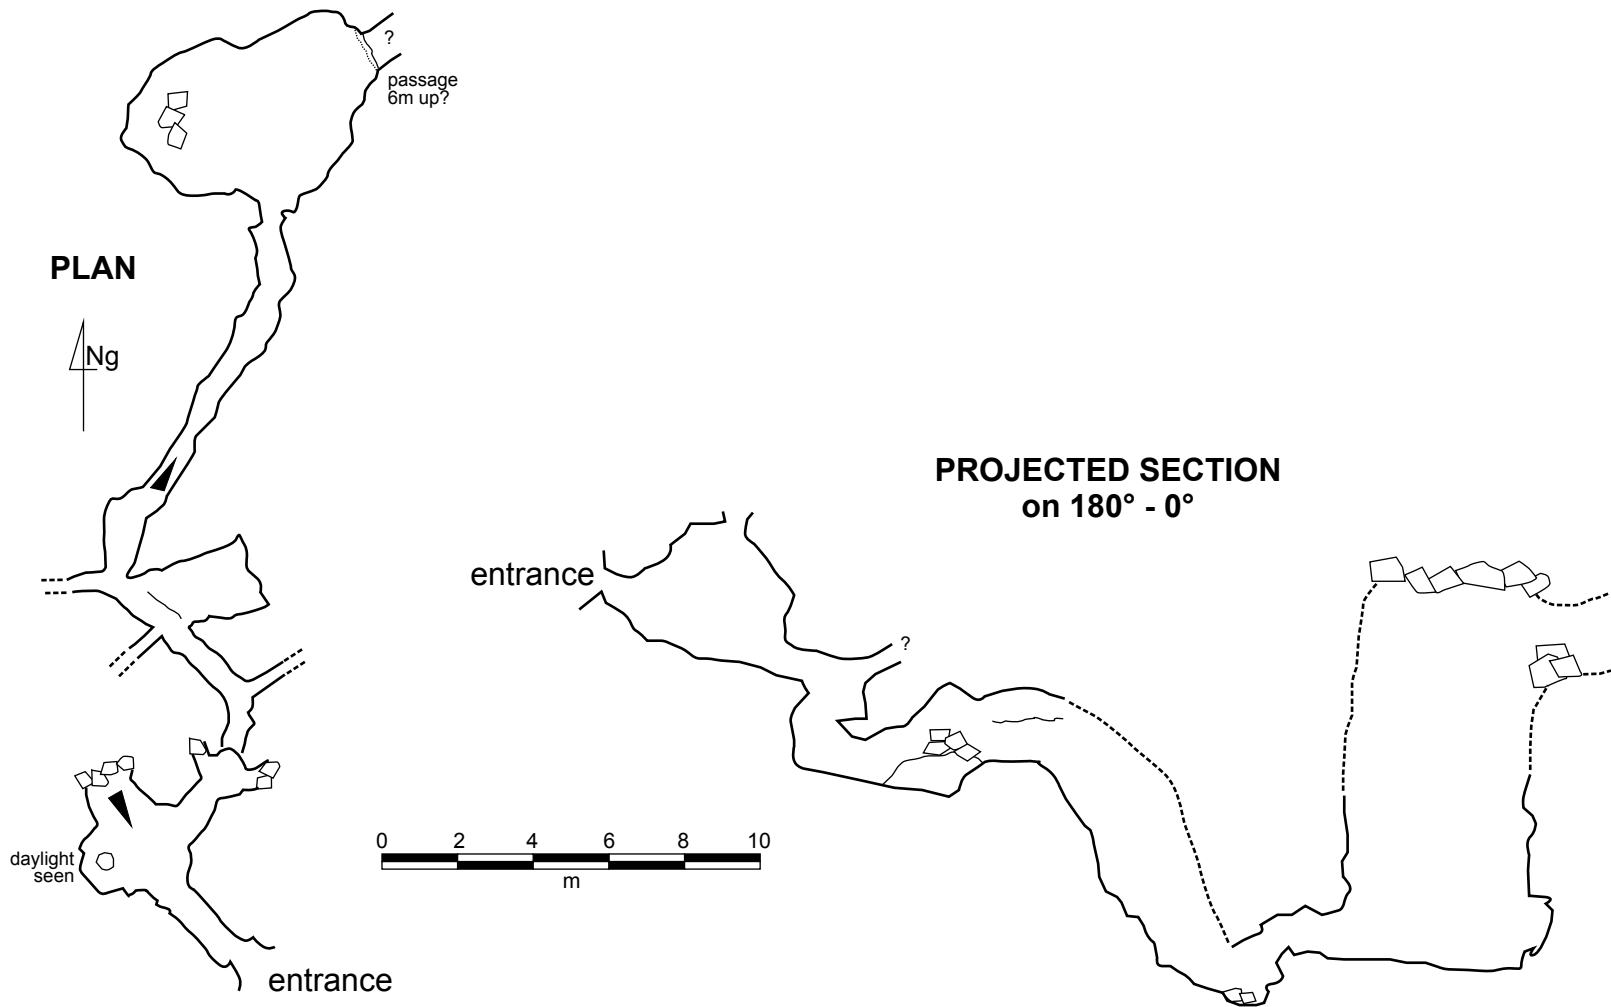 ?
passage
6m up?
PLAN
Ng
PROJECTED SECTION
on 180° - 0°
entrance
?
0 2 4 6 8 10
m
daylight
seen
entrance